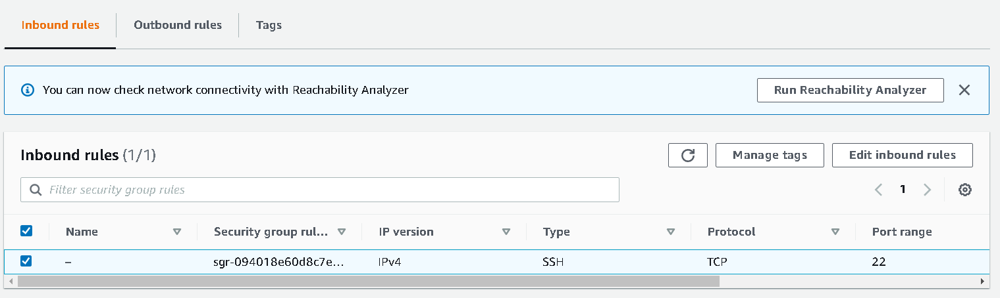 Inbound rules Outbound rules Tags
You can now check network connectivity with Reachability Analyzer Run Reachability Analyzer
Inbound rules (1/1) Manage tags Edit inbound rules
Filter security group rules 1
Name Security group rul... IP version Type Protocol Port range
– sgr-094018e60d8c7e... IPv4 SSH TCP 22